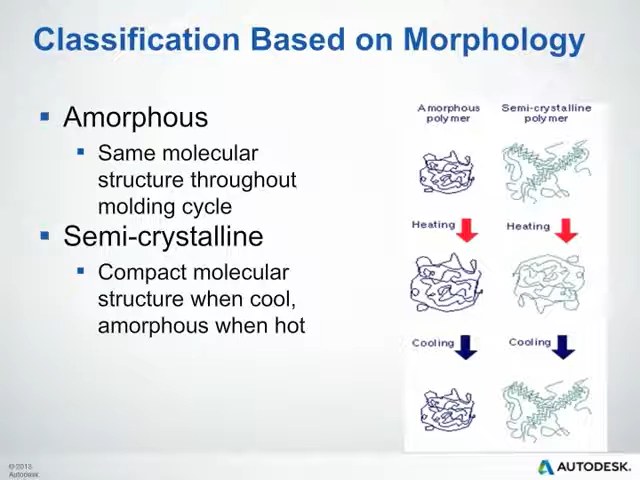 Classification Based on Morphology
Amorphous
Same molecular
structure throughout
molding cycle
Semi-crystalline
Compact molecular
structure when cool,
amorphous when hot
Amorphous
polymer
Semi-crystalline
polymer
Heating
Heating
Cooling
Cooling
© 2013
Autodesk
AUTODESK.